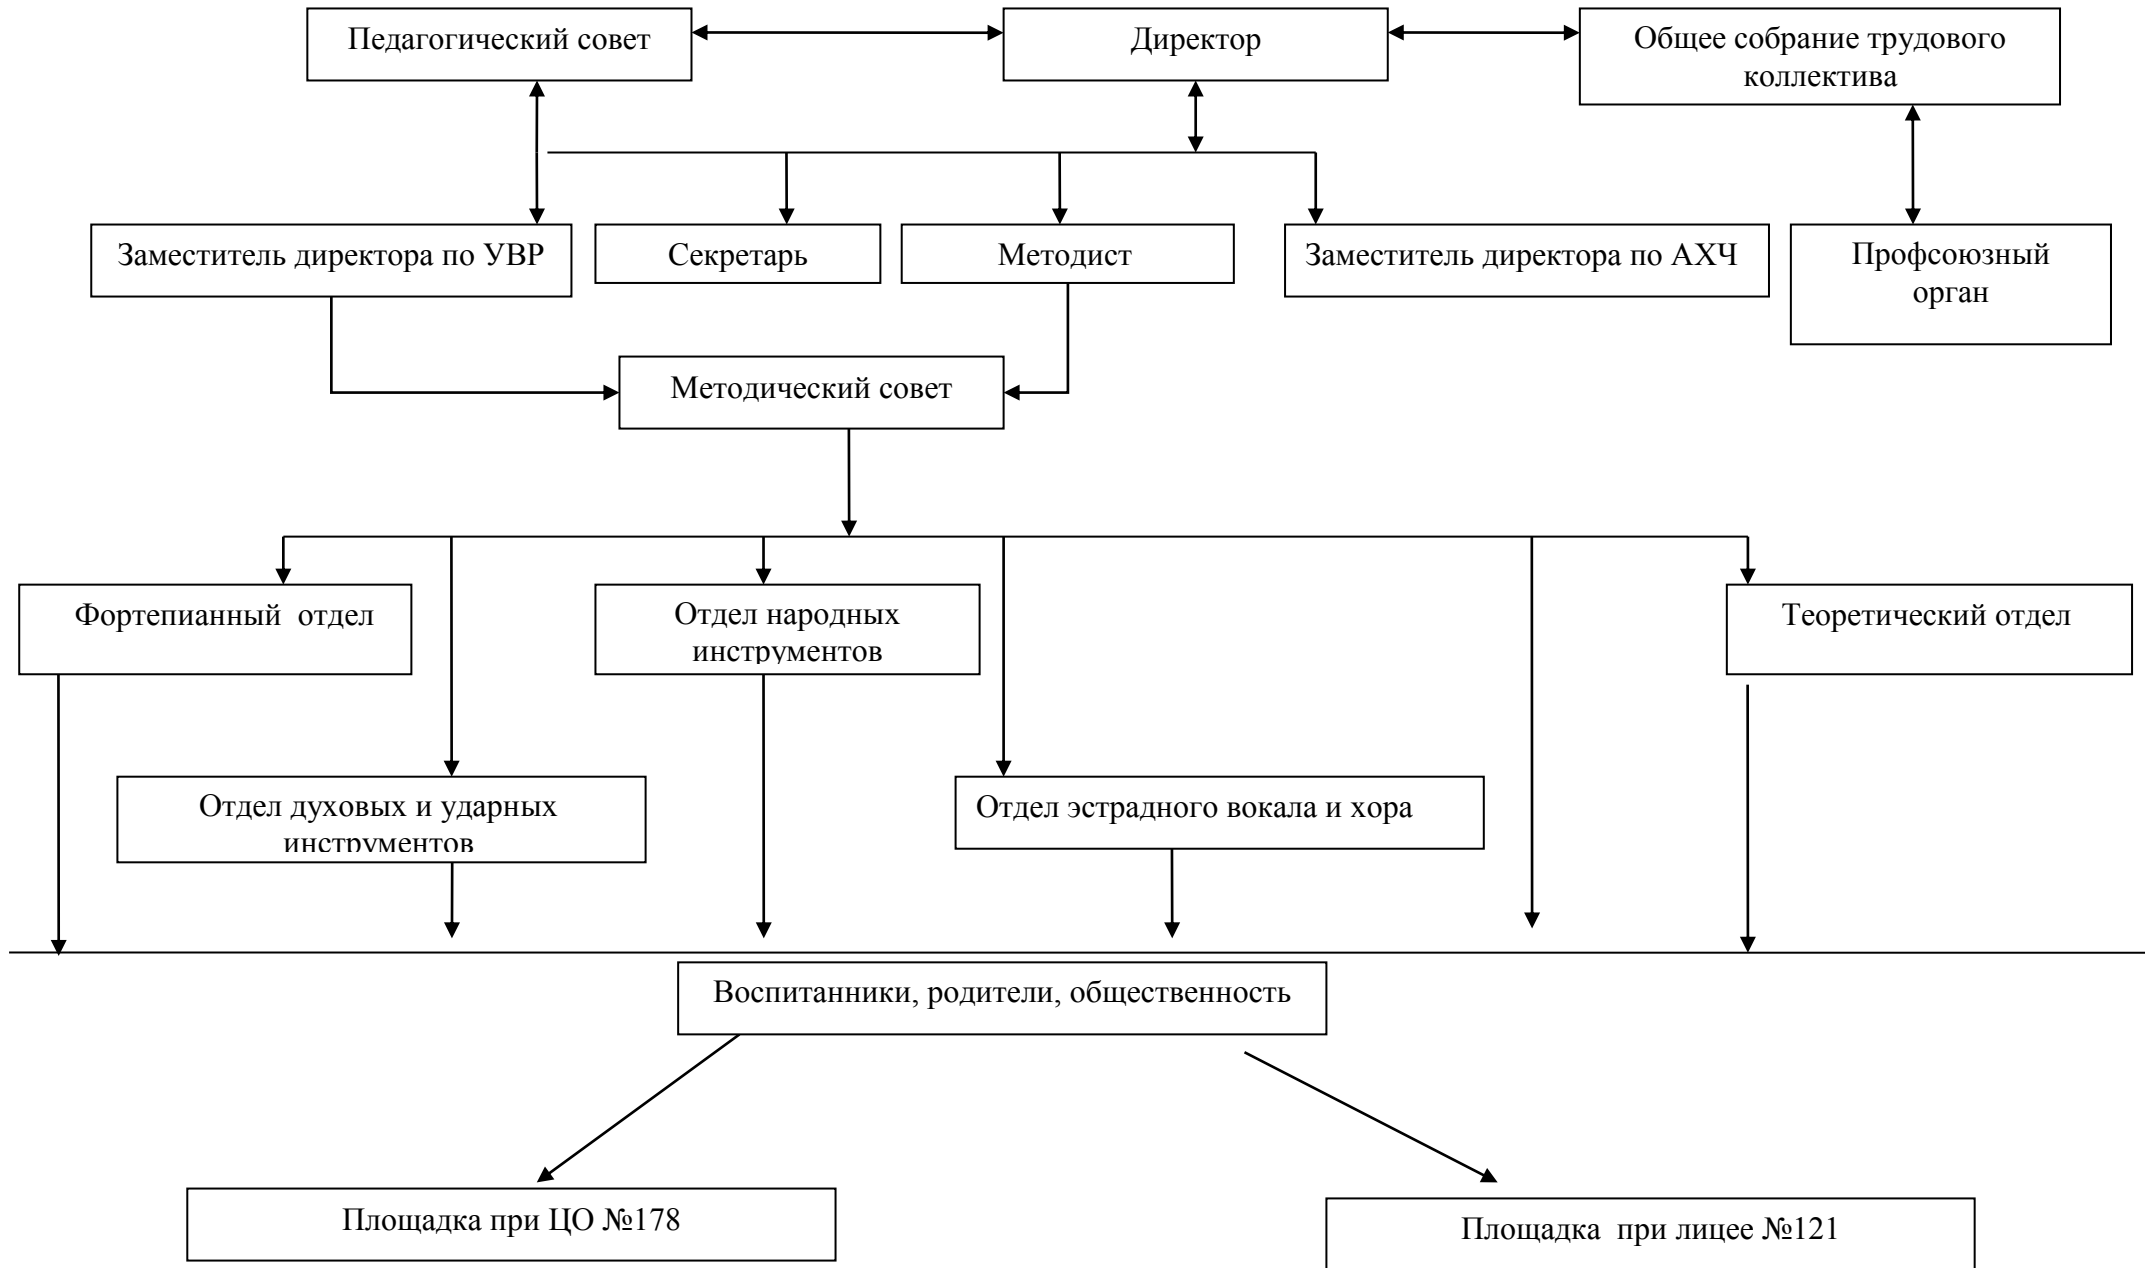 Педагогический совет
Директор
Общее собрание трудового
коллектива
Заместитель директора по УВР
Секретарь
Методист
Заместитель директора по АХЧ
Профсоюзный
орган
Методический совет
Фортепианный  отдел
Отдел народных
инструментов
Теоретический отдел
Отдел духовых и ударных
инструментов
Отдел эстрадного вокала и хора
Воспитанники, родители, общественность
Площадка при ЦО №178
Площадка  при лицее №121